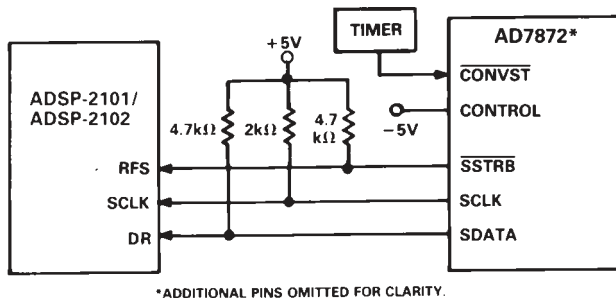 TIMER
AD7872*
+5V
CONVST
ADSP-2101/
ADSP-2102
4.7kΩ
2kΩ
4.7
kΩ
CONTROL
−5V
RFS
SSTRB
SCLK
SCLK
DR
SDATA
*ADDITIONAL PINS OMITTED FOR CLARITY.